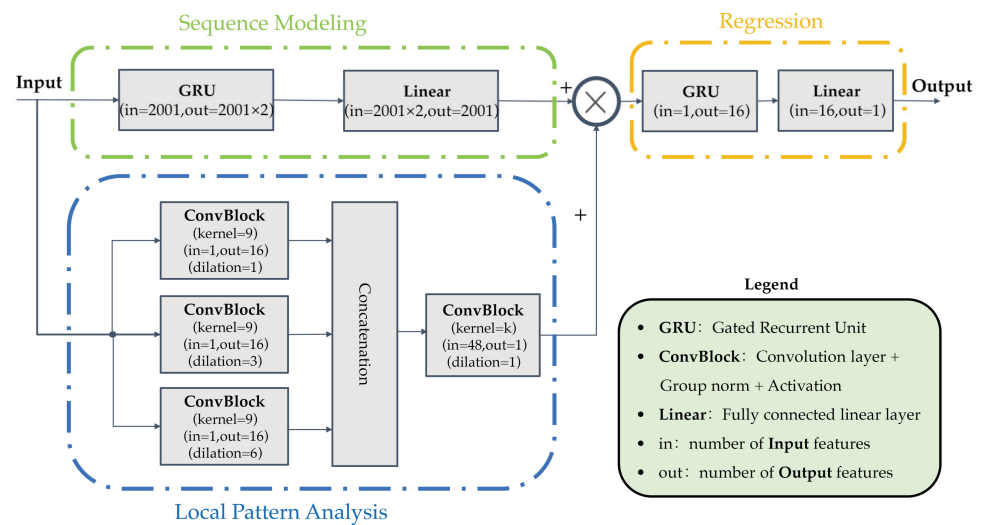 Sequence Modeling
Regression
Input
GRU
(in=2001,out=2001×2)
Linear
(in=2001×2,out=2001)
+
GRU
(in=1,out=16)
Linear
(in=16,out=1)
Output
+
ConvBlock
(kernel=9)
(in=1,out=16)
(dilation=1)
ConvBlock
(kernel=9)
(in=1,out=16)
(dilation=3)
ConvBlock
(kernel=9)
(in=1,out=16)
(dilation=6)
Concatenation
ConvBlock
(kernel=k)
(in=48,out=1)
(dilation=1)
Local Pattern Analysis
Legend
• GRU：Gated Recurrent Unit
• ConvBlock：Convolution layer +
Group norm + Activation
• Linear：Fully connected linear layer
• in：number of Input features
• out：number of Output features